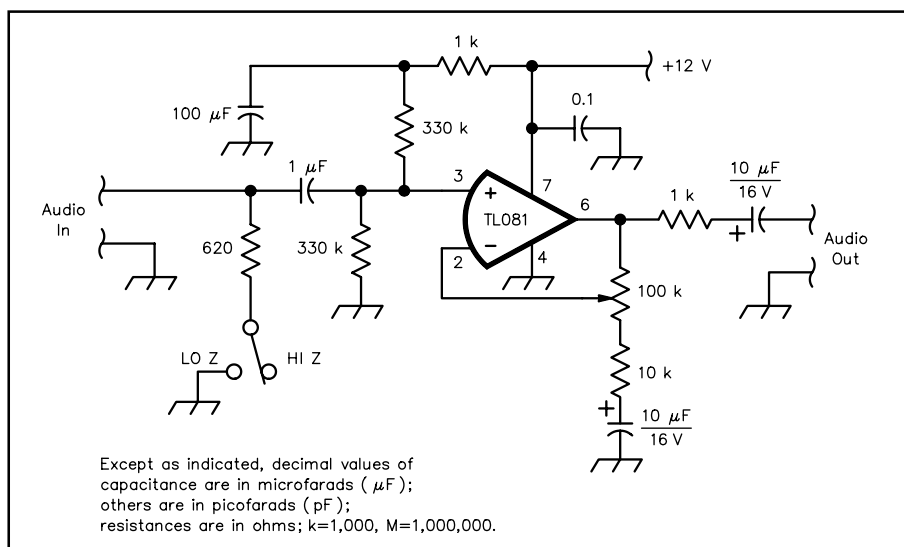 1 k
+12 V
100 µF
330 k
0.1
1 µF
3
+
7
TL081
6
1 k
10 µF
16 V
+
Audio
In
620
330 k
2
−
4
Audio
Out
100 k
LO Z
HI Z
10 k
+
10 µF
16 V
Except as indicated, decimal values of
capacitance are in microfarads ( µF);
others are in picofarads ( pF);
resistances are in ohms; k=1,000, M=1,000,000.